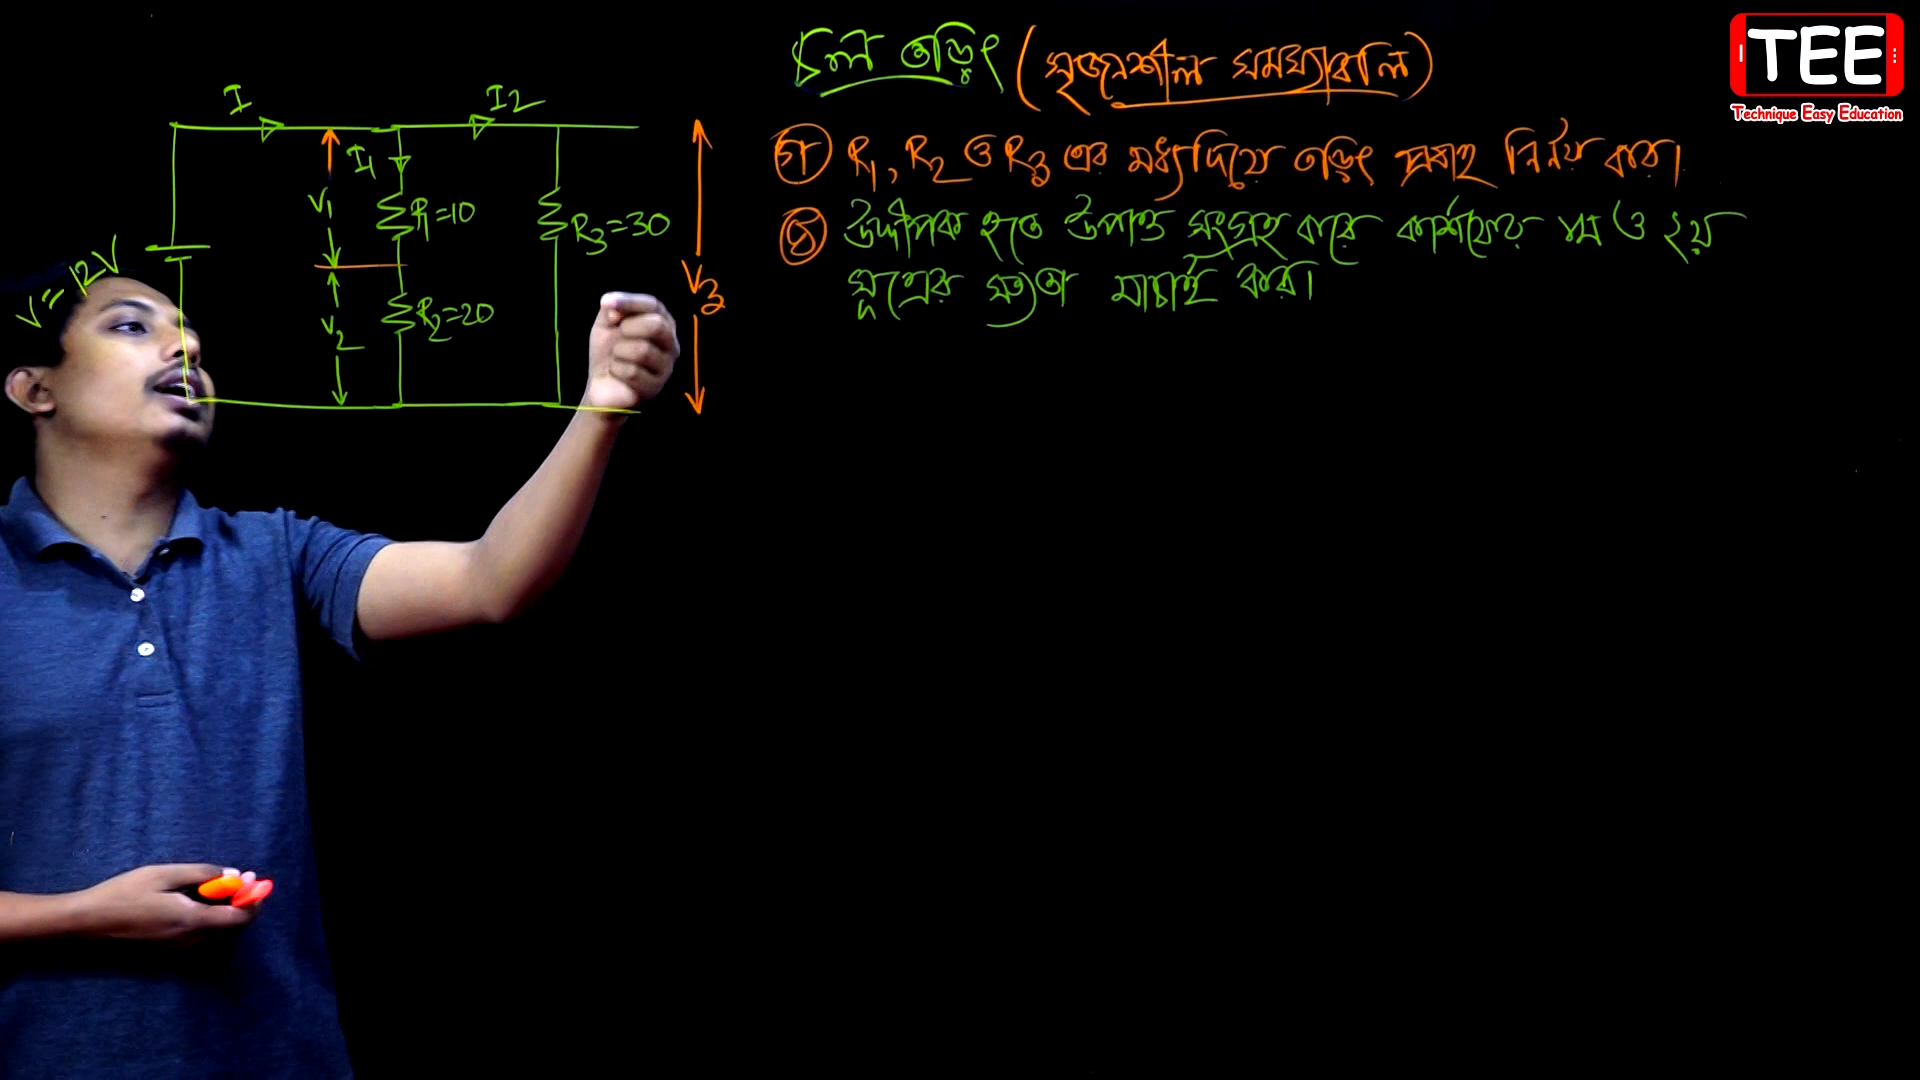 চল তড়িৎ (সৃজনশীল সমস্যাবলি)
TEE
Technique Easy Education
গ R₁, R₂ ও R₃ এর মধ্যদিয়ে তড়িৎ প্রবাহ নির্ণয় কর।
ঘ উদ্দীপক হতে উপাত্ত সংগ্রহ করে কার্শফের ১ম ও ২য়
সূত্রের সত্যতা যাচাই কর।
I
I2
I₁
V₁
R₁=10
R₃=30
V=12V
V₃
V₂
R₂=20